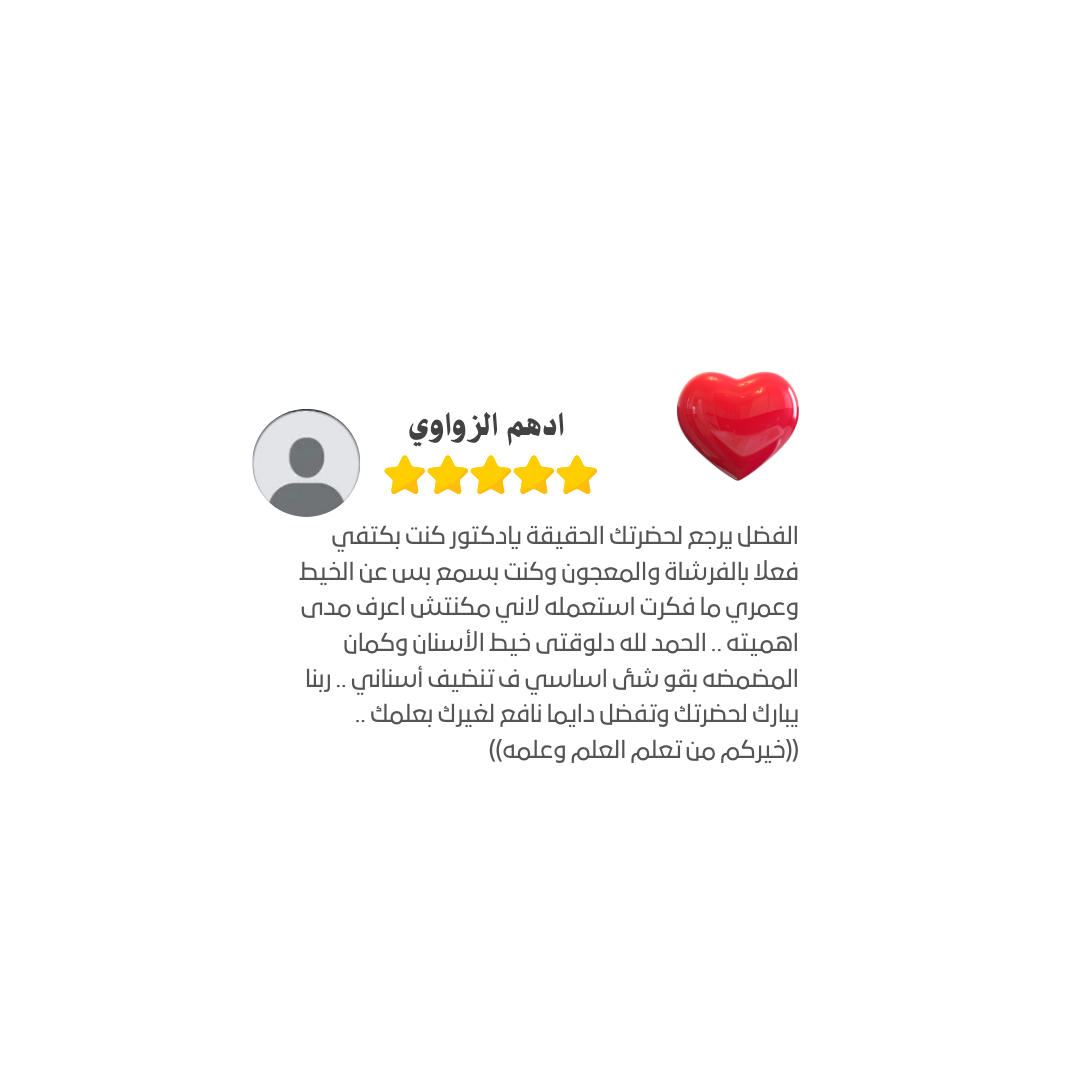 ادهم الزواوي
الفضل يرجع لحضرتك الحقيقة يادكتور كنت بكتفي
فعلا بالفرشاة والمعجون وكنت بسمع بس عن الخيط
وعمري ما فكرت استعمله لاني مكنتش اعرف مدى
اهميته .. الحمد لله دلوقتى خيط الأسنان وكمان
المضمضه بقو شئ اساسي ف تنضيف أسناني .. ربنا
يبارك لحضرتك وتفضل دايما نافع لغيرك بعلمك ..
((خيركم من تعلم العلم وعلمه))